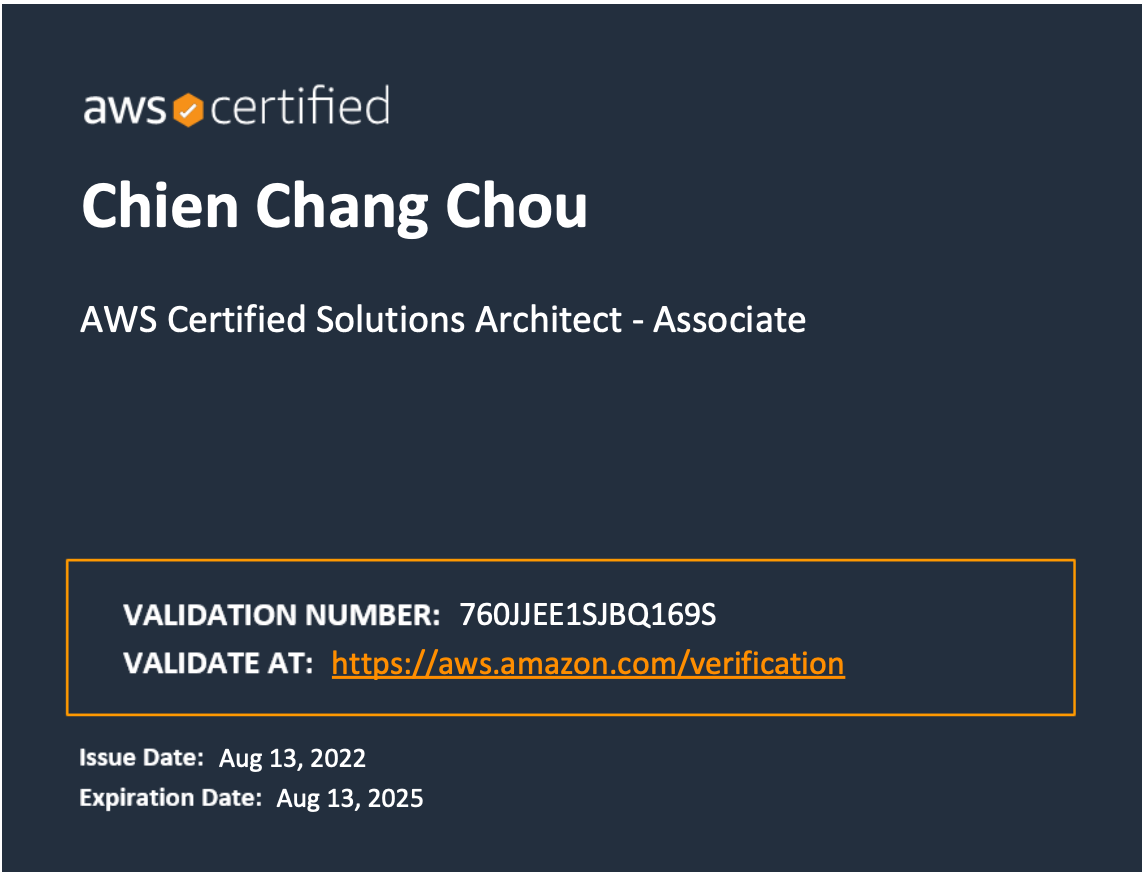 aws certified
Chien Chang Chou
AWS Certified Solutions Architect - Associate
VALIDATION NUMBER: 760JJEE1SJBQ169S
VALIDATE AT: https://aws.amazon.com/verification
Issue Date: Aug 13, 2022
Expiration Date: Aug 13, 2025